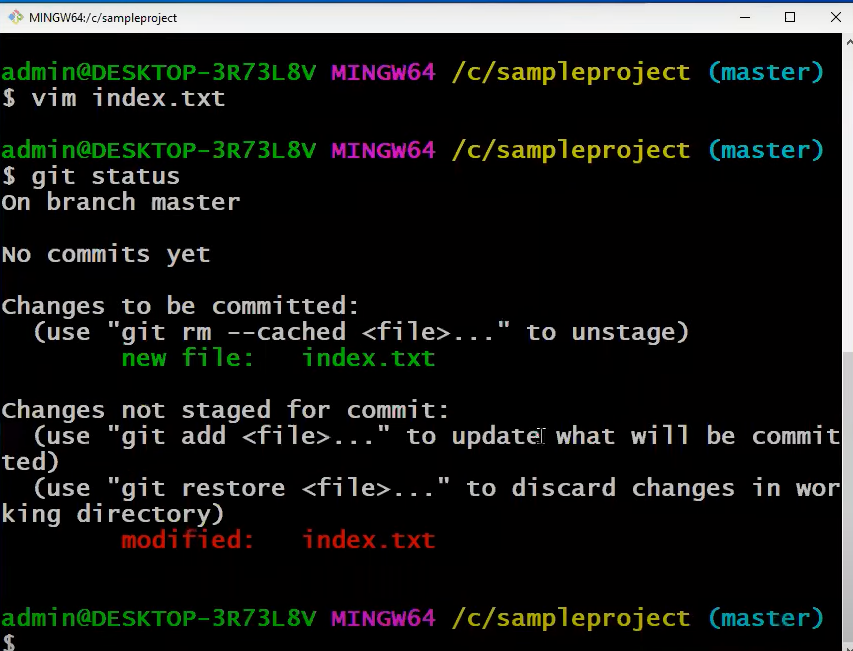 MINGW64:/c/sampleproject
admin@DESKTOP-3R73L8V MINGW64 /c/sampleproject (master)
$ vim index.txt
admin@DESKTOP-3R73L8V MINGW64 /c/sampleproject (master)
$ git status
On branch master
No commits yet
Changes to be committed:
  (use "git rm --cached <file>..." to unstage)
        new file:   index.txt
Changes not staged for commit:
  (use "git add <file>..." to update what will be commit
ted)
  (use "git restore <file>..." to discard changes in wor
king directory)
        modified:   index.txt
admin@DESKTOP-3R73L8V MINGW64 /c/sampleproject (master)
$